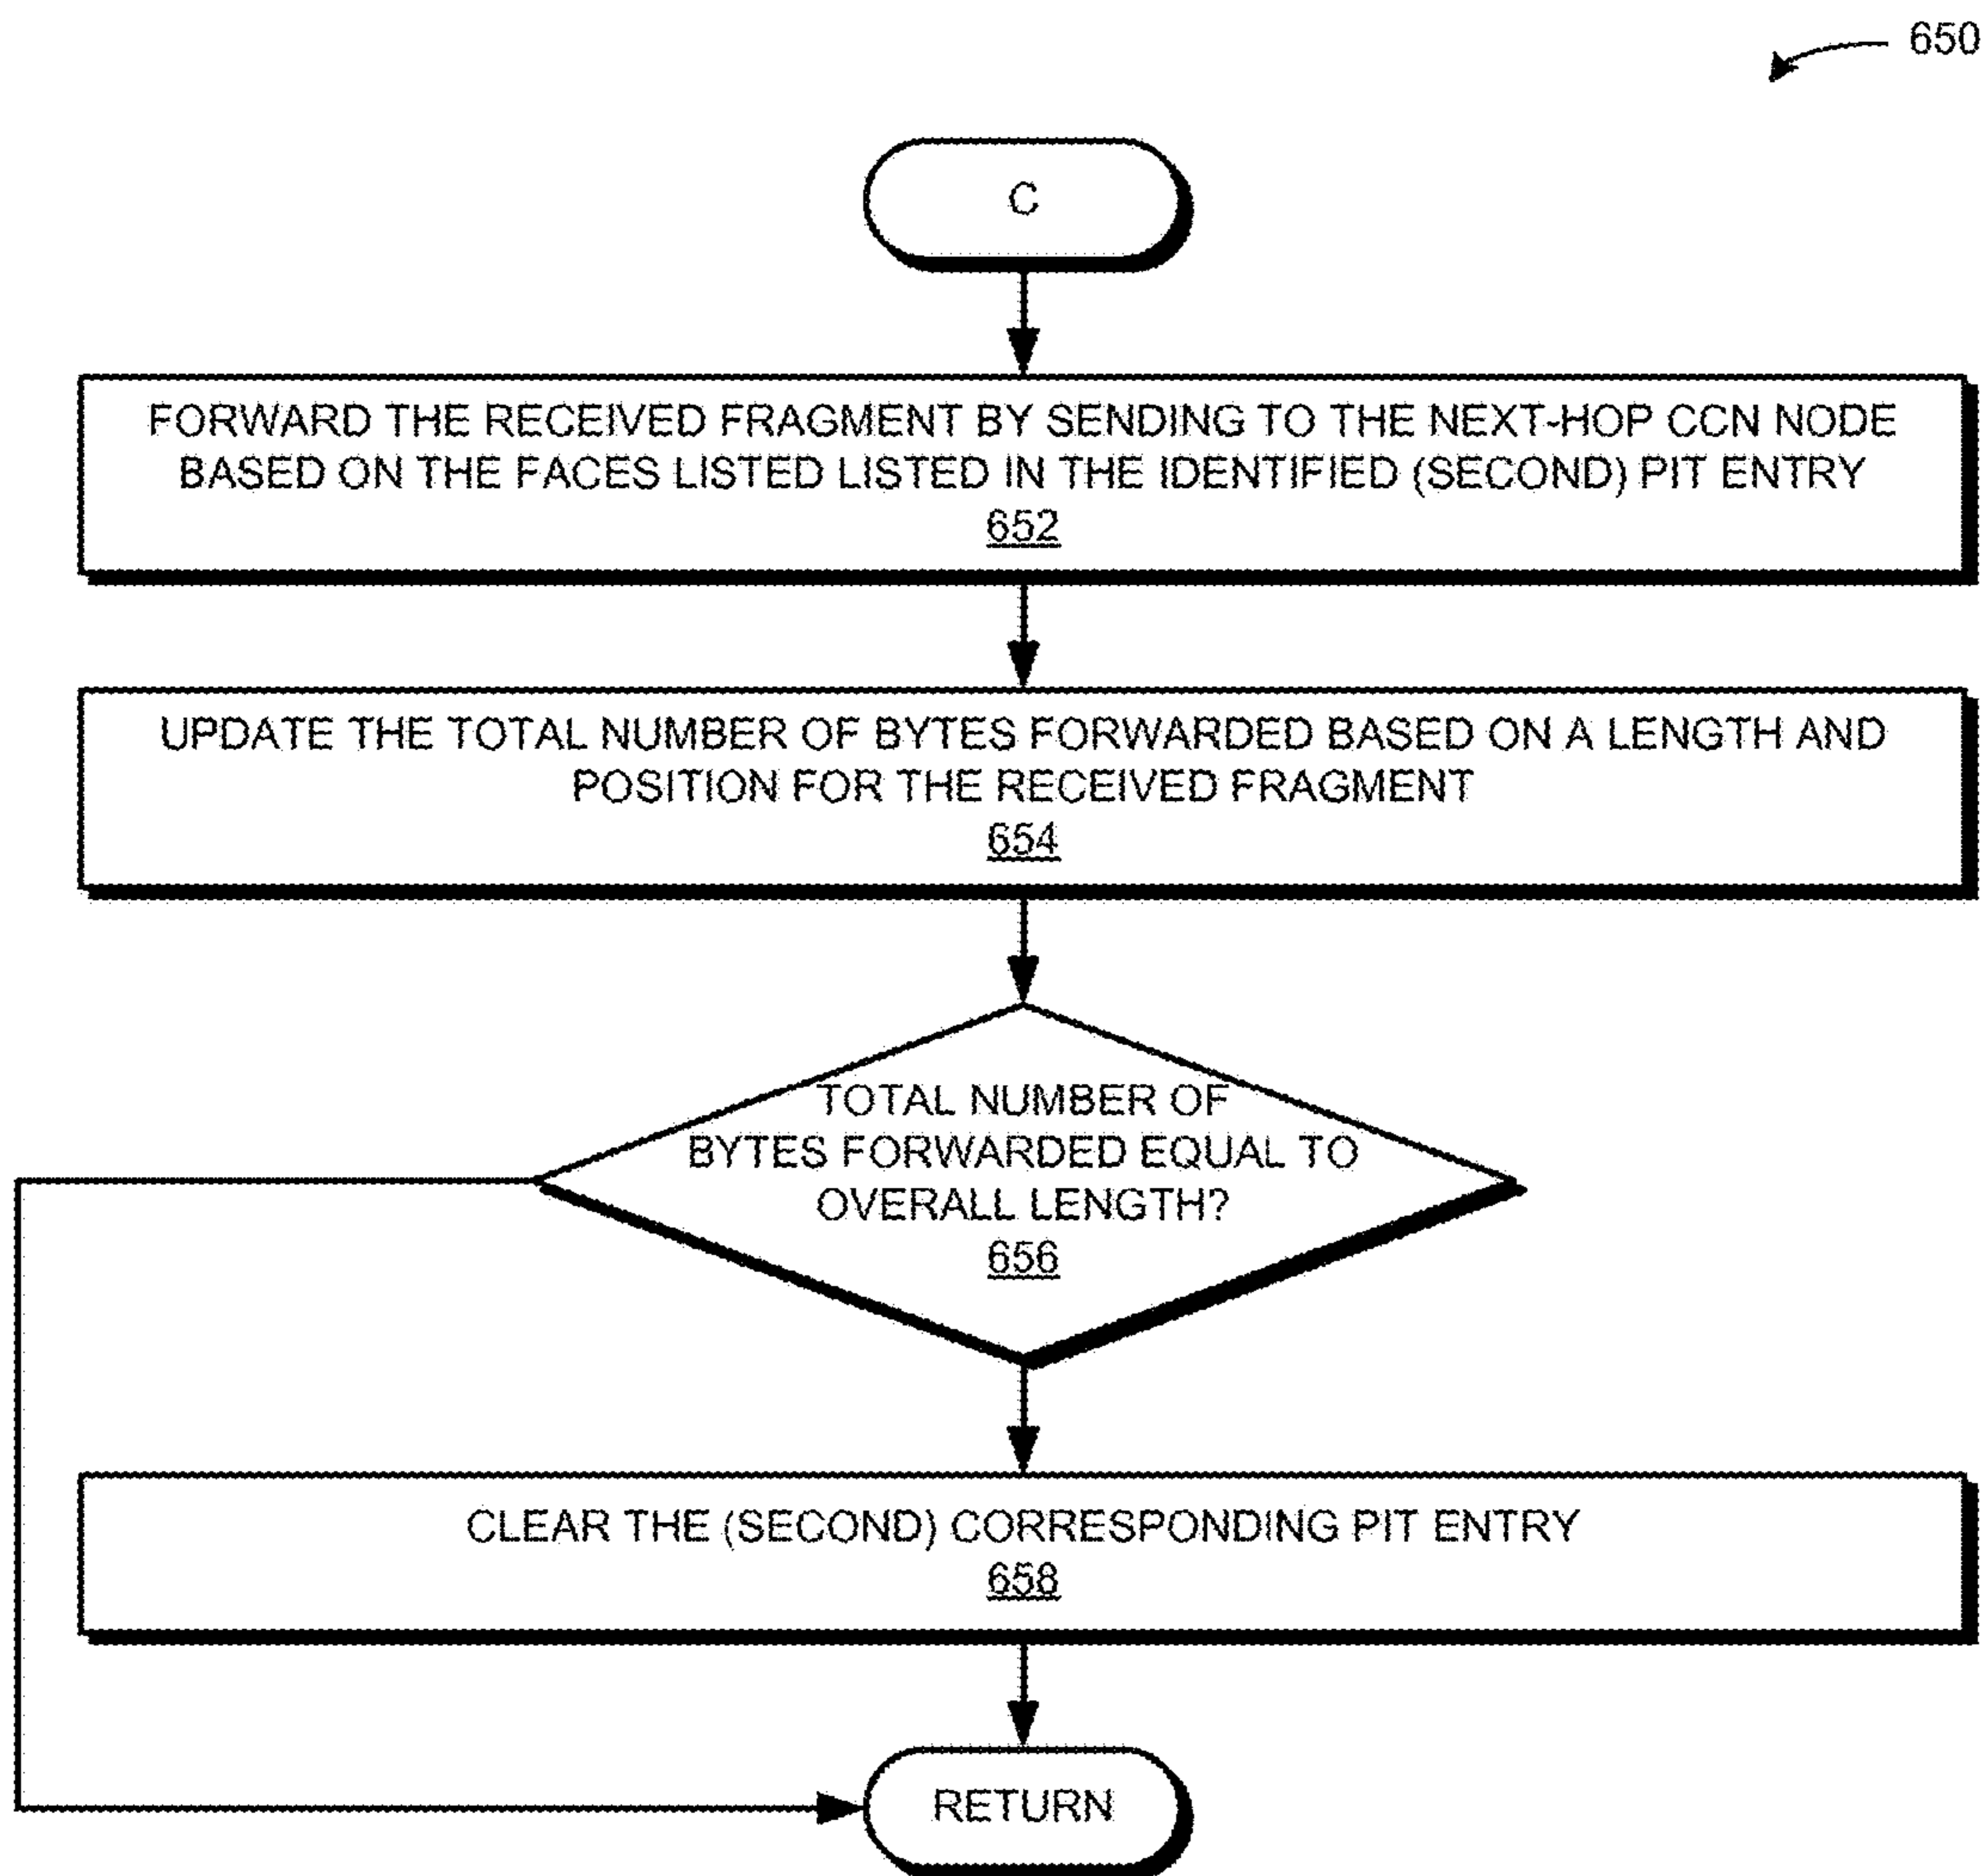 650
C
FORWARD THE RECEIVED FRAGMENT BY SENDING TO THE NEXT-HOP CCN NODE
BASED ON THE FACES LISTED LISTED IN THE IDENTIFIED (SECOND) PIT ENTRY
652
UPDATE THE TOTAL NUMBER OF BYTES FORWARDED BASED ON A LENGTH AND
POSITION FOR THE RECEIVED FRAGMENT
654
TOTAL NUMBER OF
BYTES FORWARDED EQUAL TO
OVERALL LENGTH?
656
CLEAR THE (SECOND) CORRESPONDING PIT ENTRY
658
RETURN